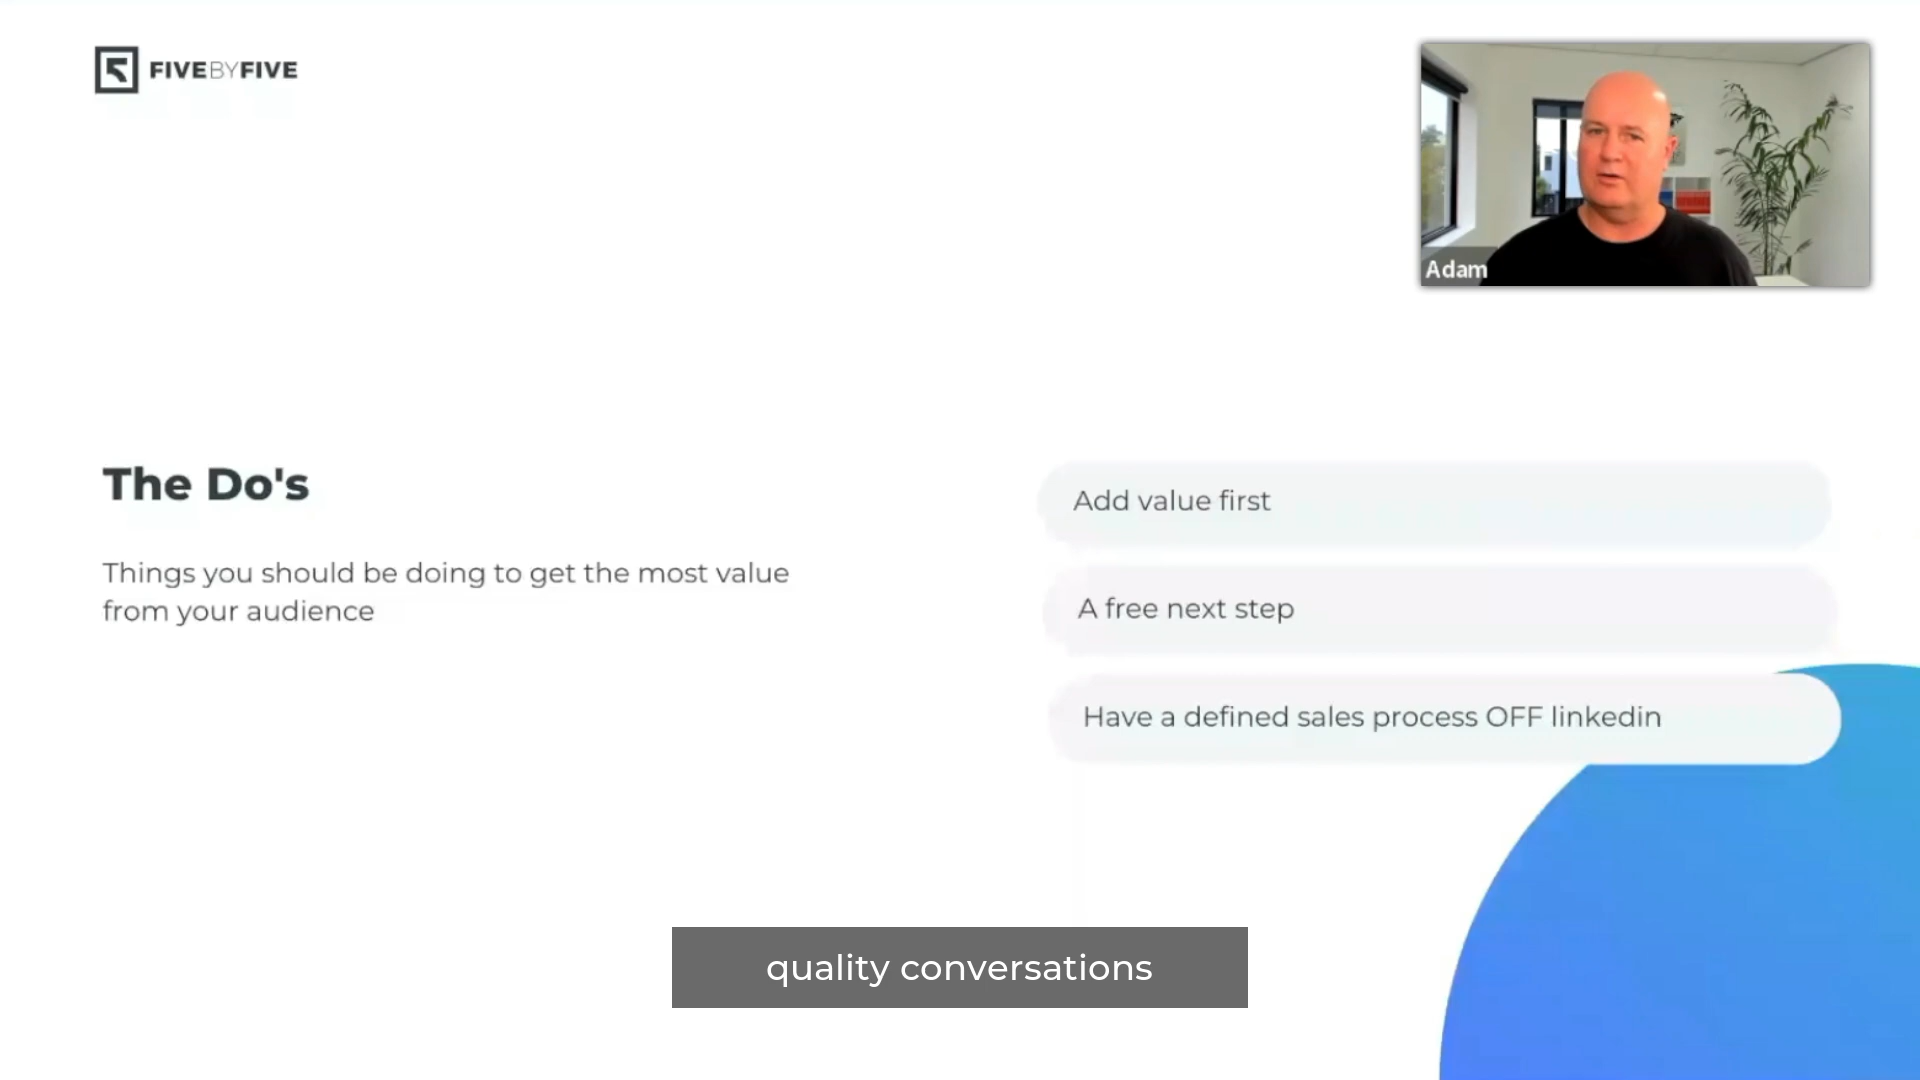 FIVEBYFIVE
Adam
The Do's
Things you should be doing to get the most value
from your audience
Add value first
A free next step
Have a defined sales process OFF linkedin
quality conversations